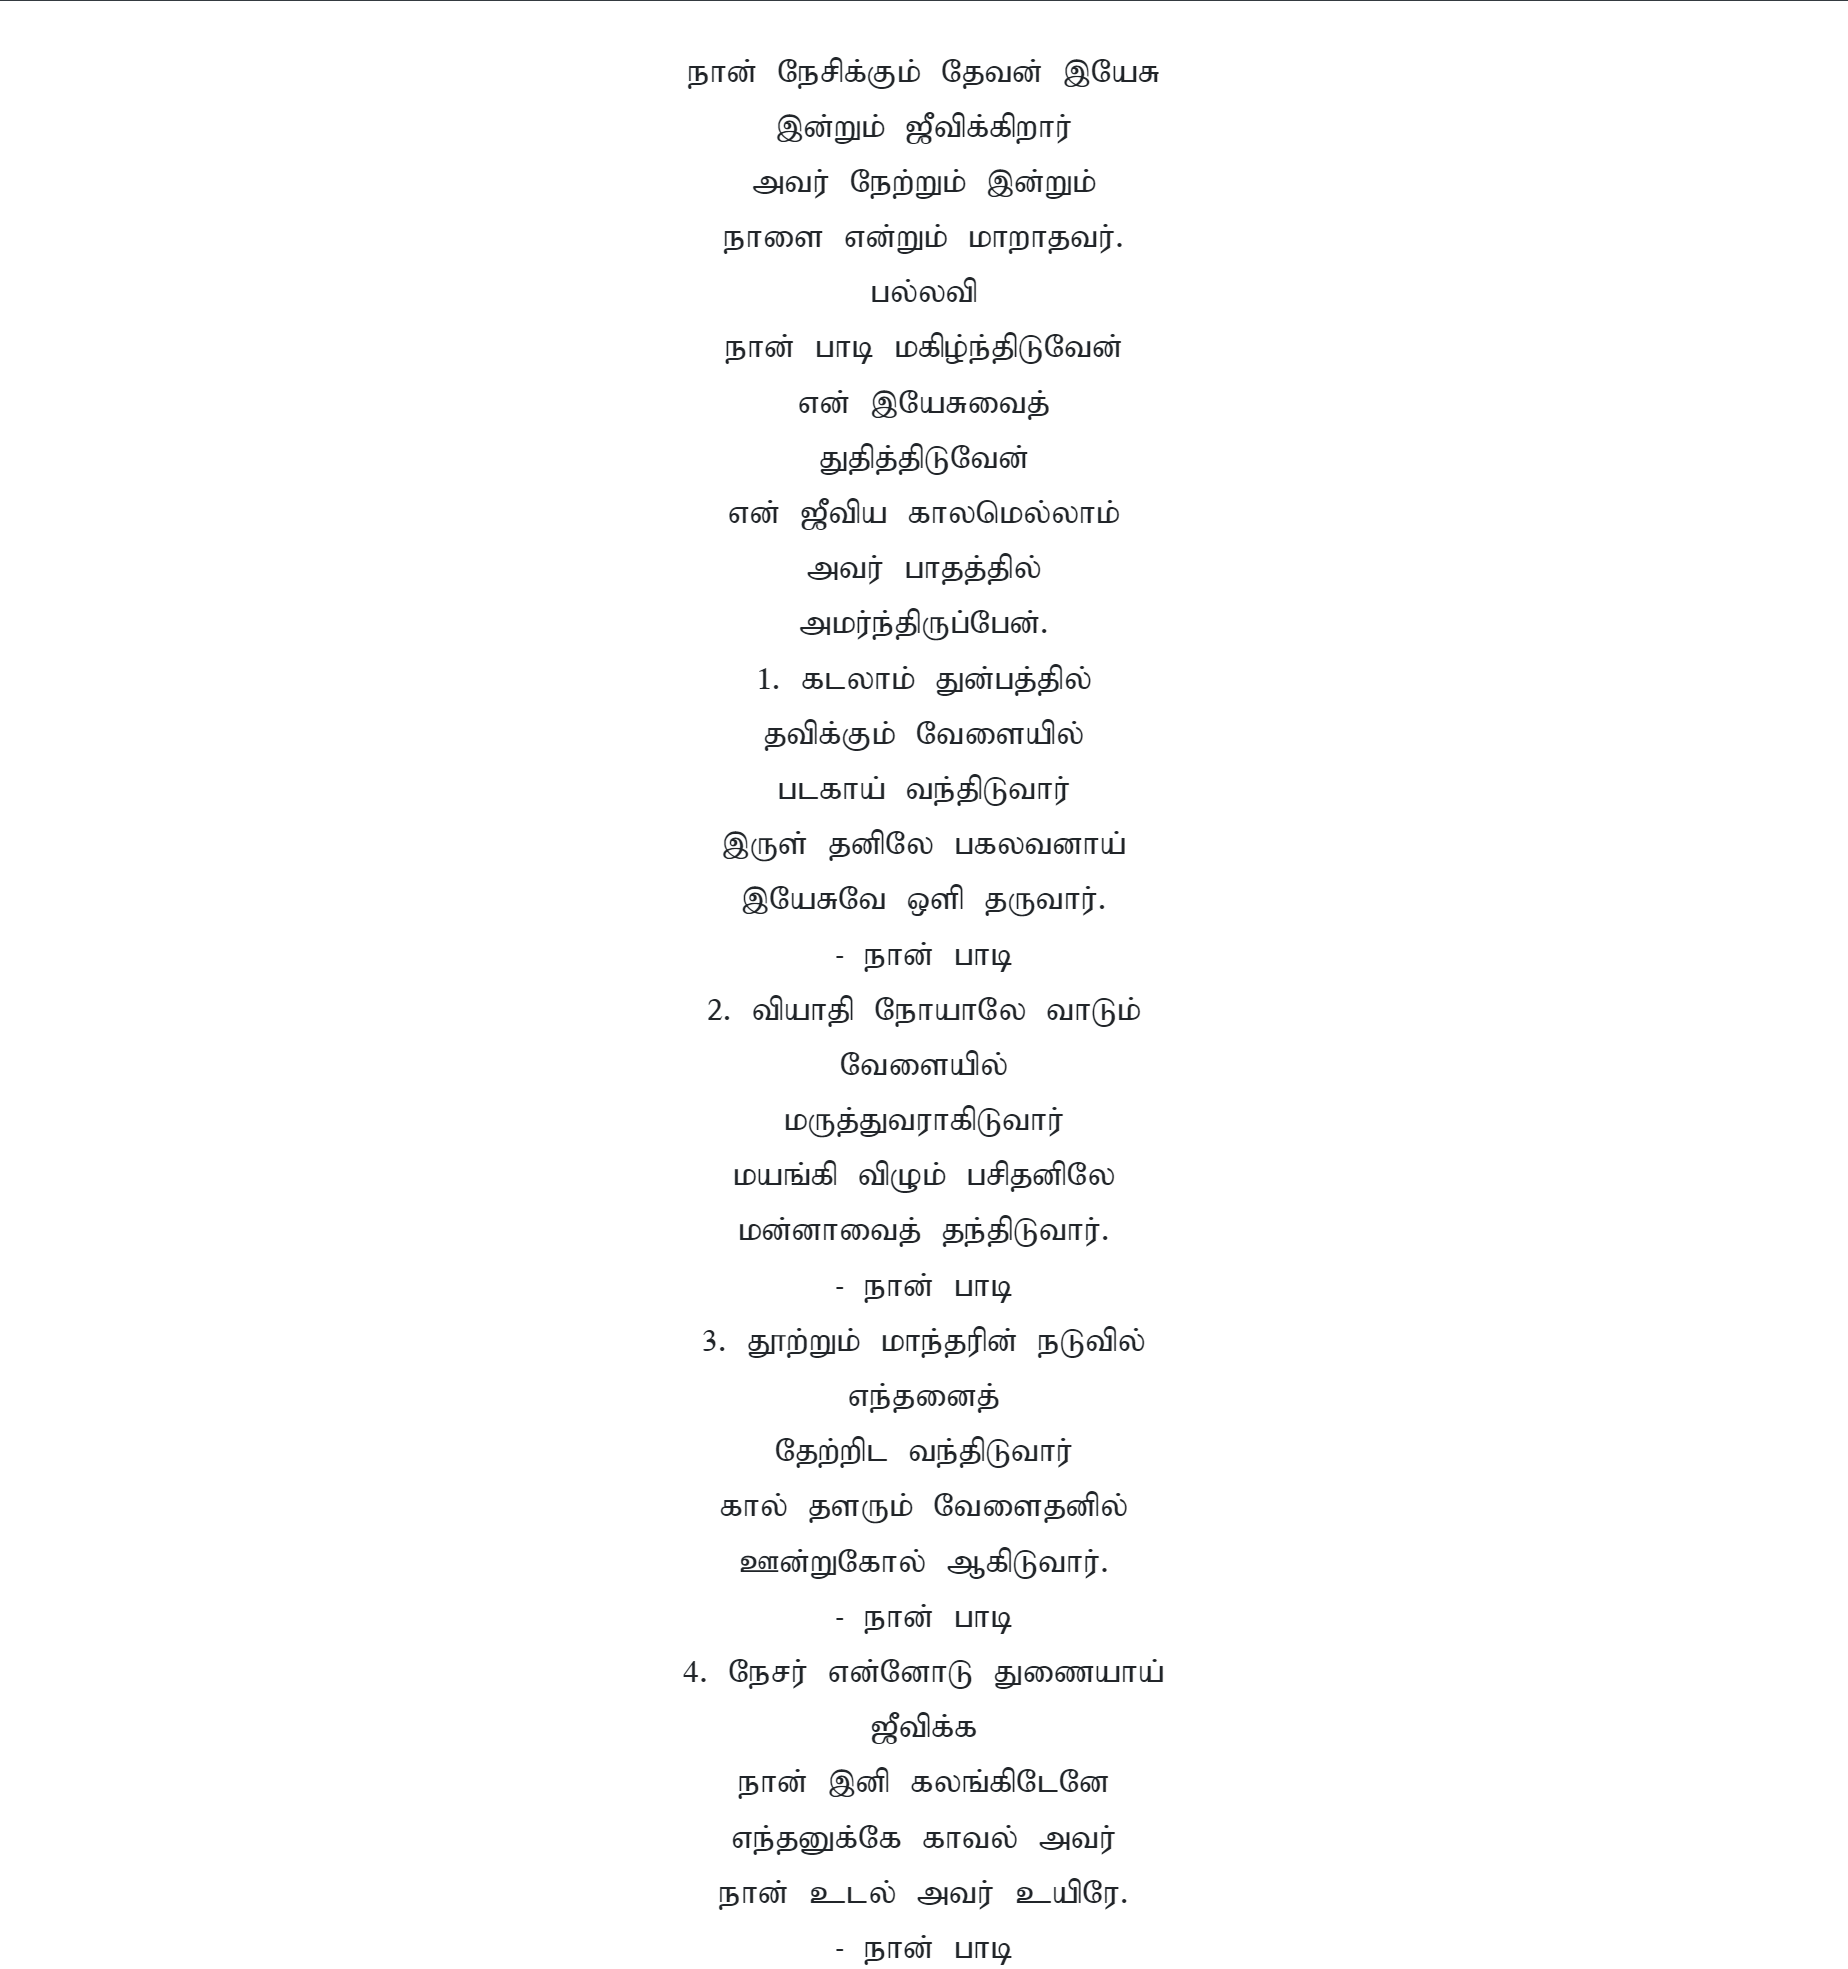 நான் நேசிக்கும் தேவன் இயேசு
இன்றும் ஜீவிக்கிறார்
அவர் நேற்றும் இன்றும்
நாளை என்றும் மாறாதவர்.
பல்லவி
நான் பாடி மகிழ்ந்திடுவேன்
என் இயேசுவைத்
துதித்திடுவேன்
என் ஜீவிய காலமெல்லாம்
அவர் பாதத்தில்
அமர்ந்திருப்பேன்.
1. கடலாம் துன்பத்தில்
தவிக்கும் வேளையில்
படகாய் வந்திடுவார்
இருள் தனிலே பகலவனாய்
இயேசுவே ஒளி தருவார்.
- நான் பாடி
2. வியாதி நோயாலே வாடும்
வேளையில்
மருத்துவராகிடுவார்
மயங்கி விழும் பசிதனிலே
மன்னாவைத் தந்திடுவார்.
- நான் பாடி
3. தூற்றும் மாந்தரின் நடுவில்
எந்தனைத்
தேற்றிட வந்திடுவார்
கால் தளரும் வேளைதனில்
ஊன்றுகோல் ஆகிடுவார்.
- நான் பாடி
4. நேசர் என்னோடு துணையாய்
ஜீவிக்க
நான் இனி கலங்கிடேனே
எந்தனுக்கே காவல் அவர்
நான் உடல் அவர் உயிரே.
- நான் பாடி